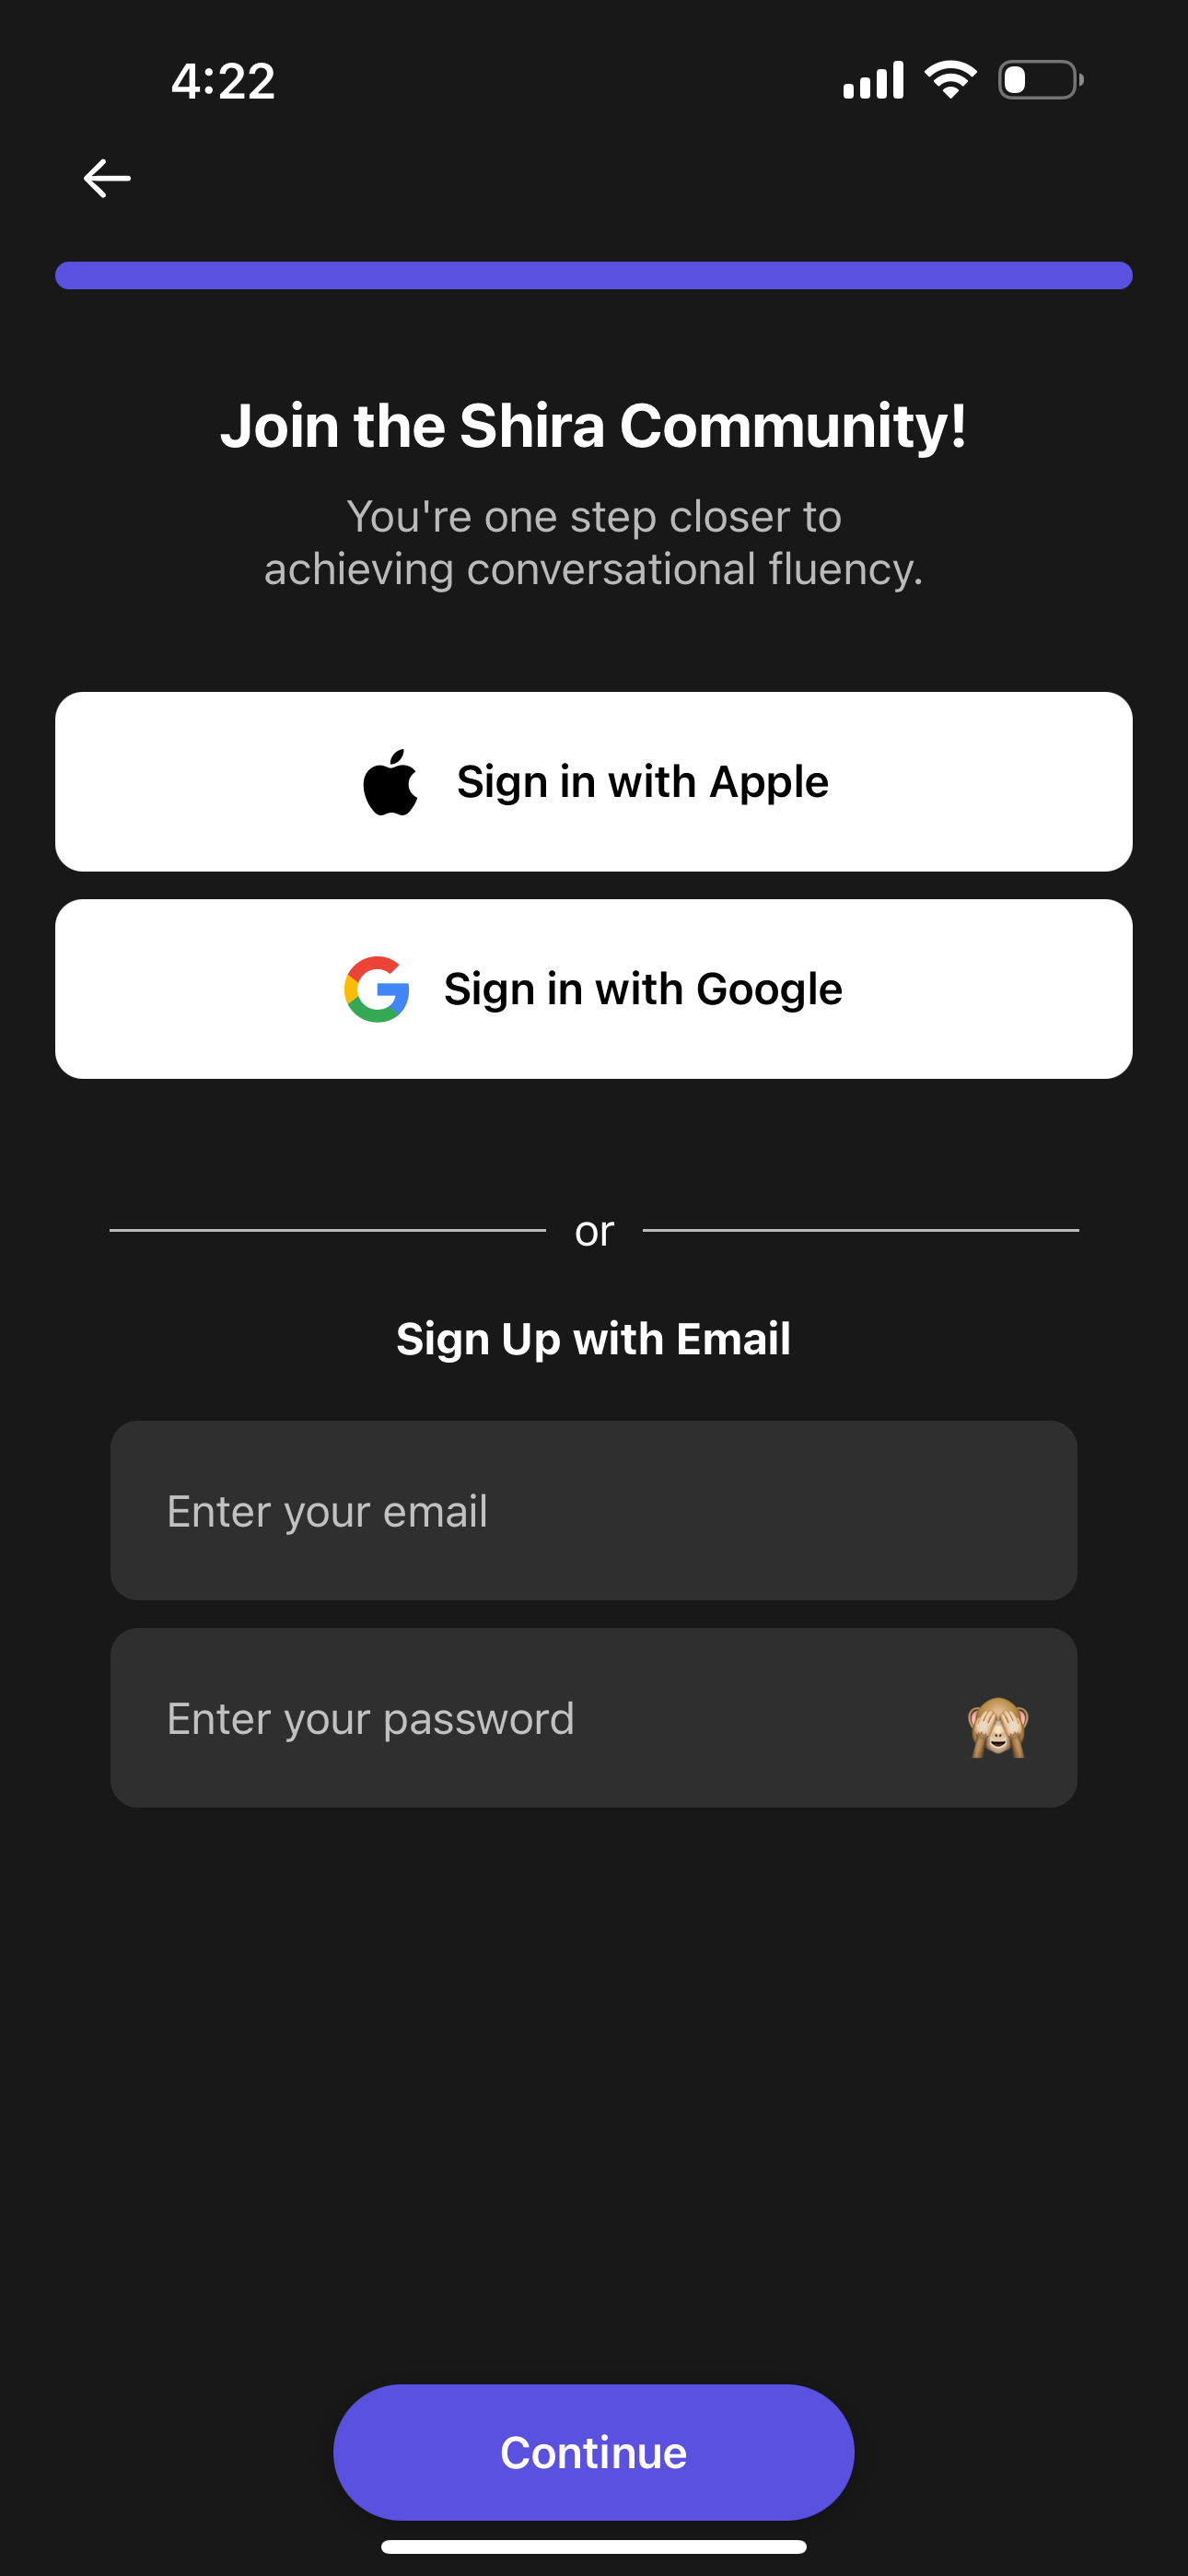 4:22
Join the Shira Community!
You're one step closer to
achieving conversational fluency.
Sign in with Apple
Sign in with Google
or
Sign Up with Email
Enter your email
Enter your password
Continue